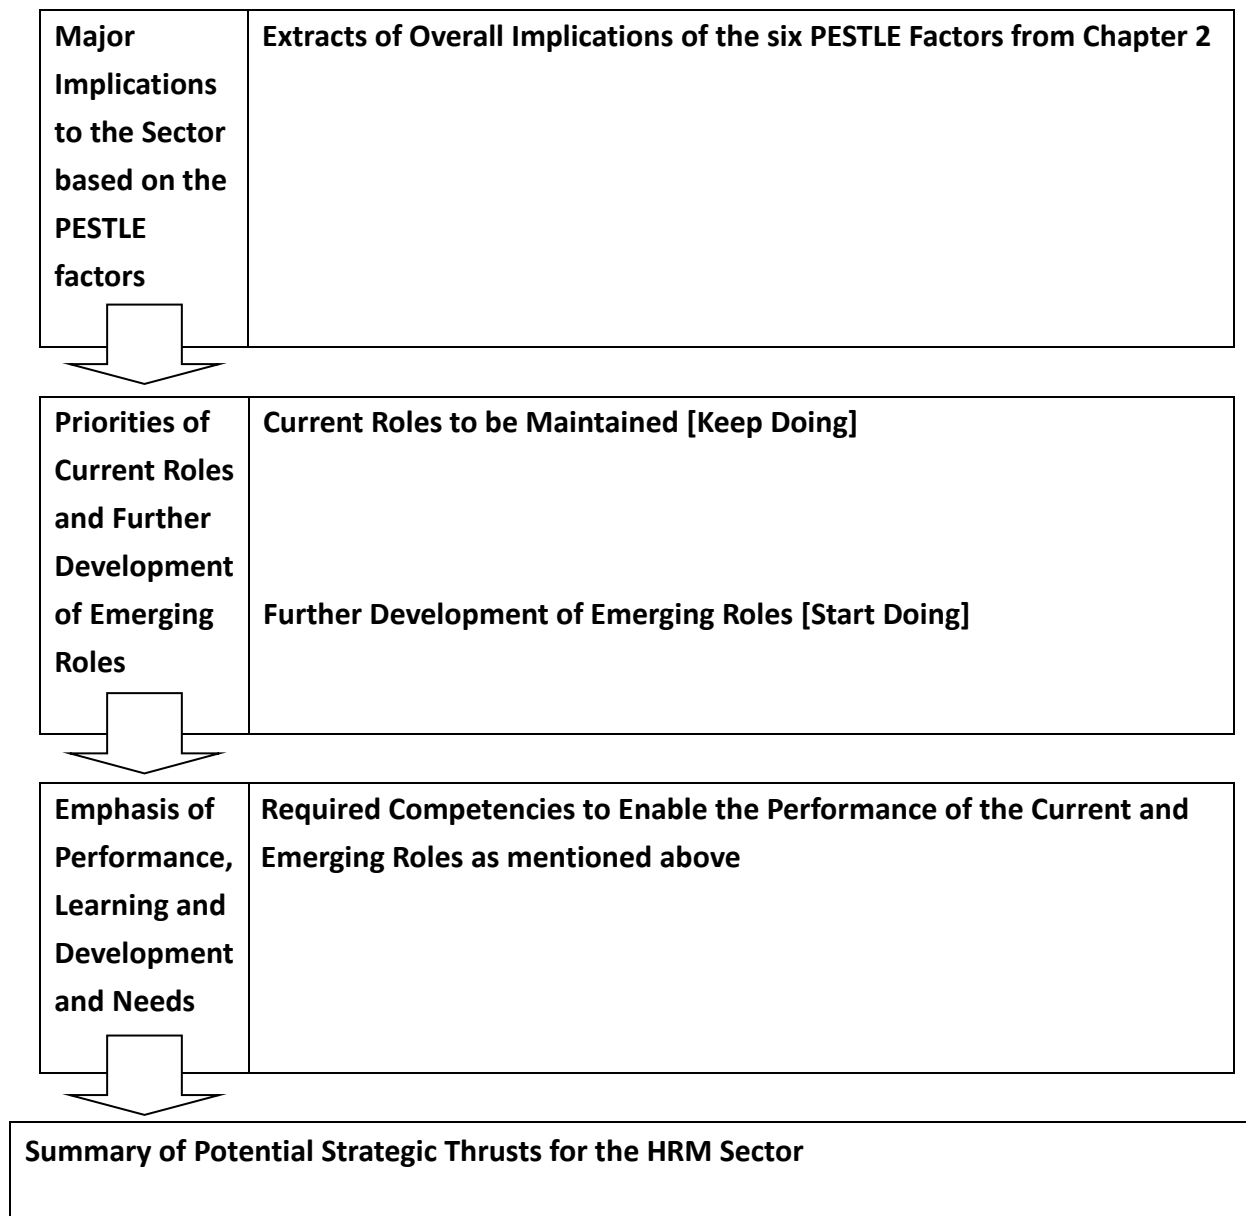 Major
Implications
to the Sector
based on the
PESTLE
factors
Extracts of Overall Implications of the six PESTLE Factors from Chapter 2
Priorities of
Current Roles
and Further
Development
of Emerging
Roles
Current Roles to be Maintained [Keep Doing]
Further Development of Emerging Roles [Start Doing]
Emphasis of
Performance,
Learning and
Development
and Needs
Required Competencies to Enable the Performance of the Current and
Emerging Roles as mentioned above
Summary of Potential Strategic Thrusts for the HRM Sector